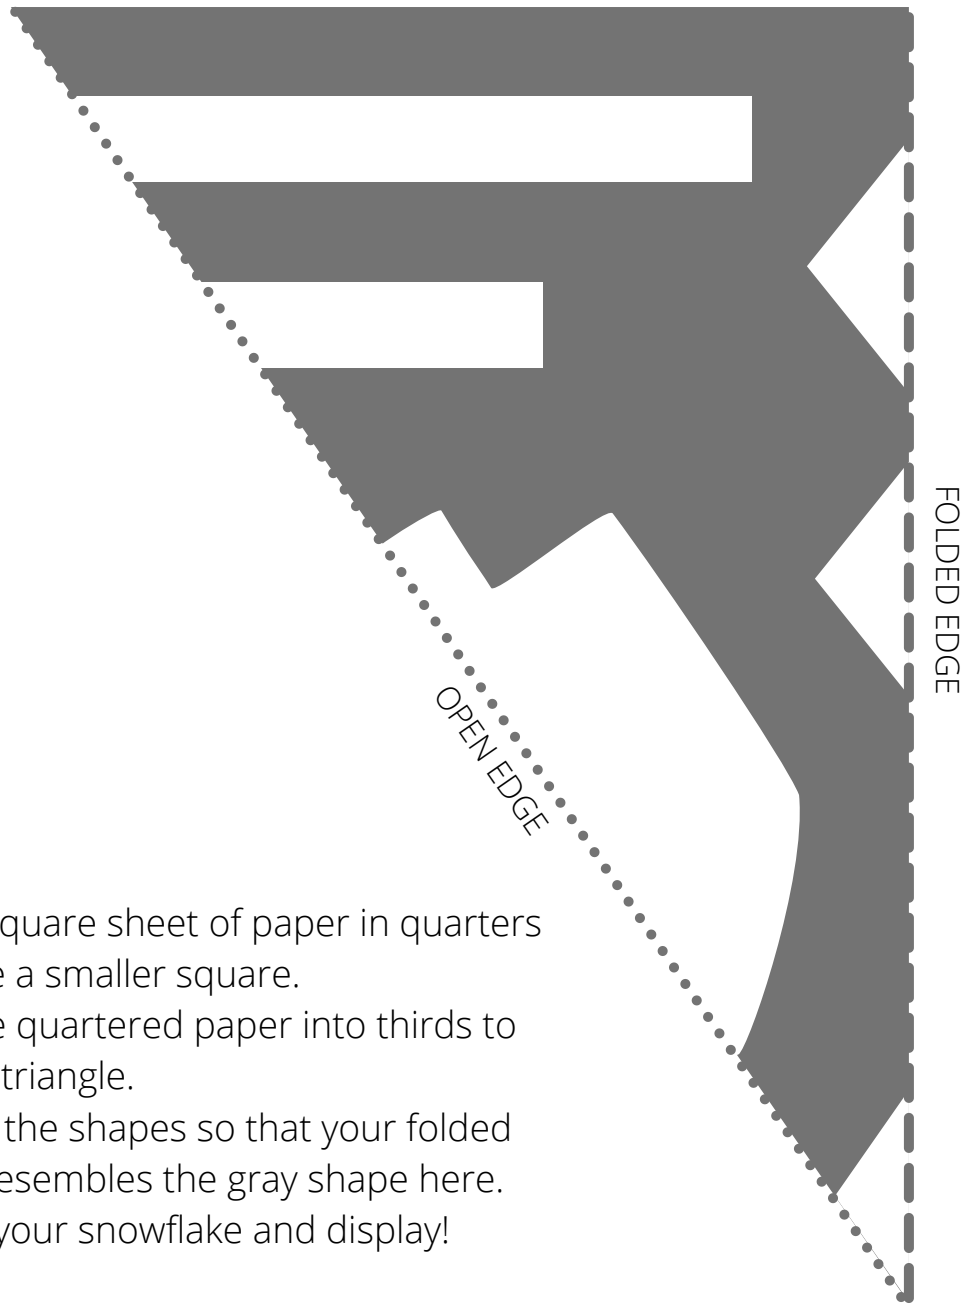 FOLDED EDGE
OPEN EDGE
quare sheet of paper in quarters
e a smaller square.
e quartered paper into thirds to
triangle.
the shapes so that your folded
esembles the gray shape here.
your snowflake and display!